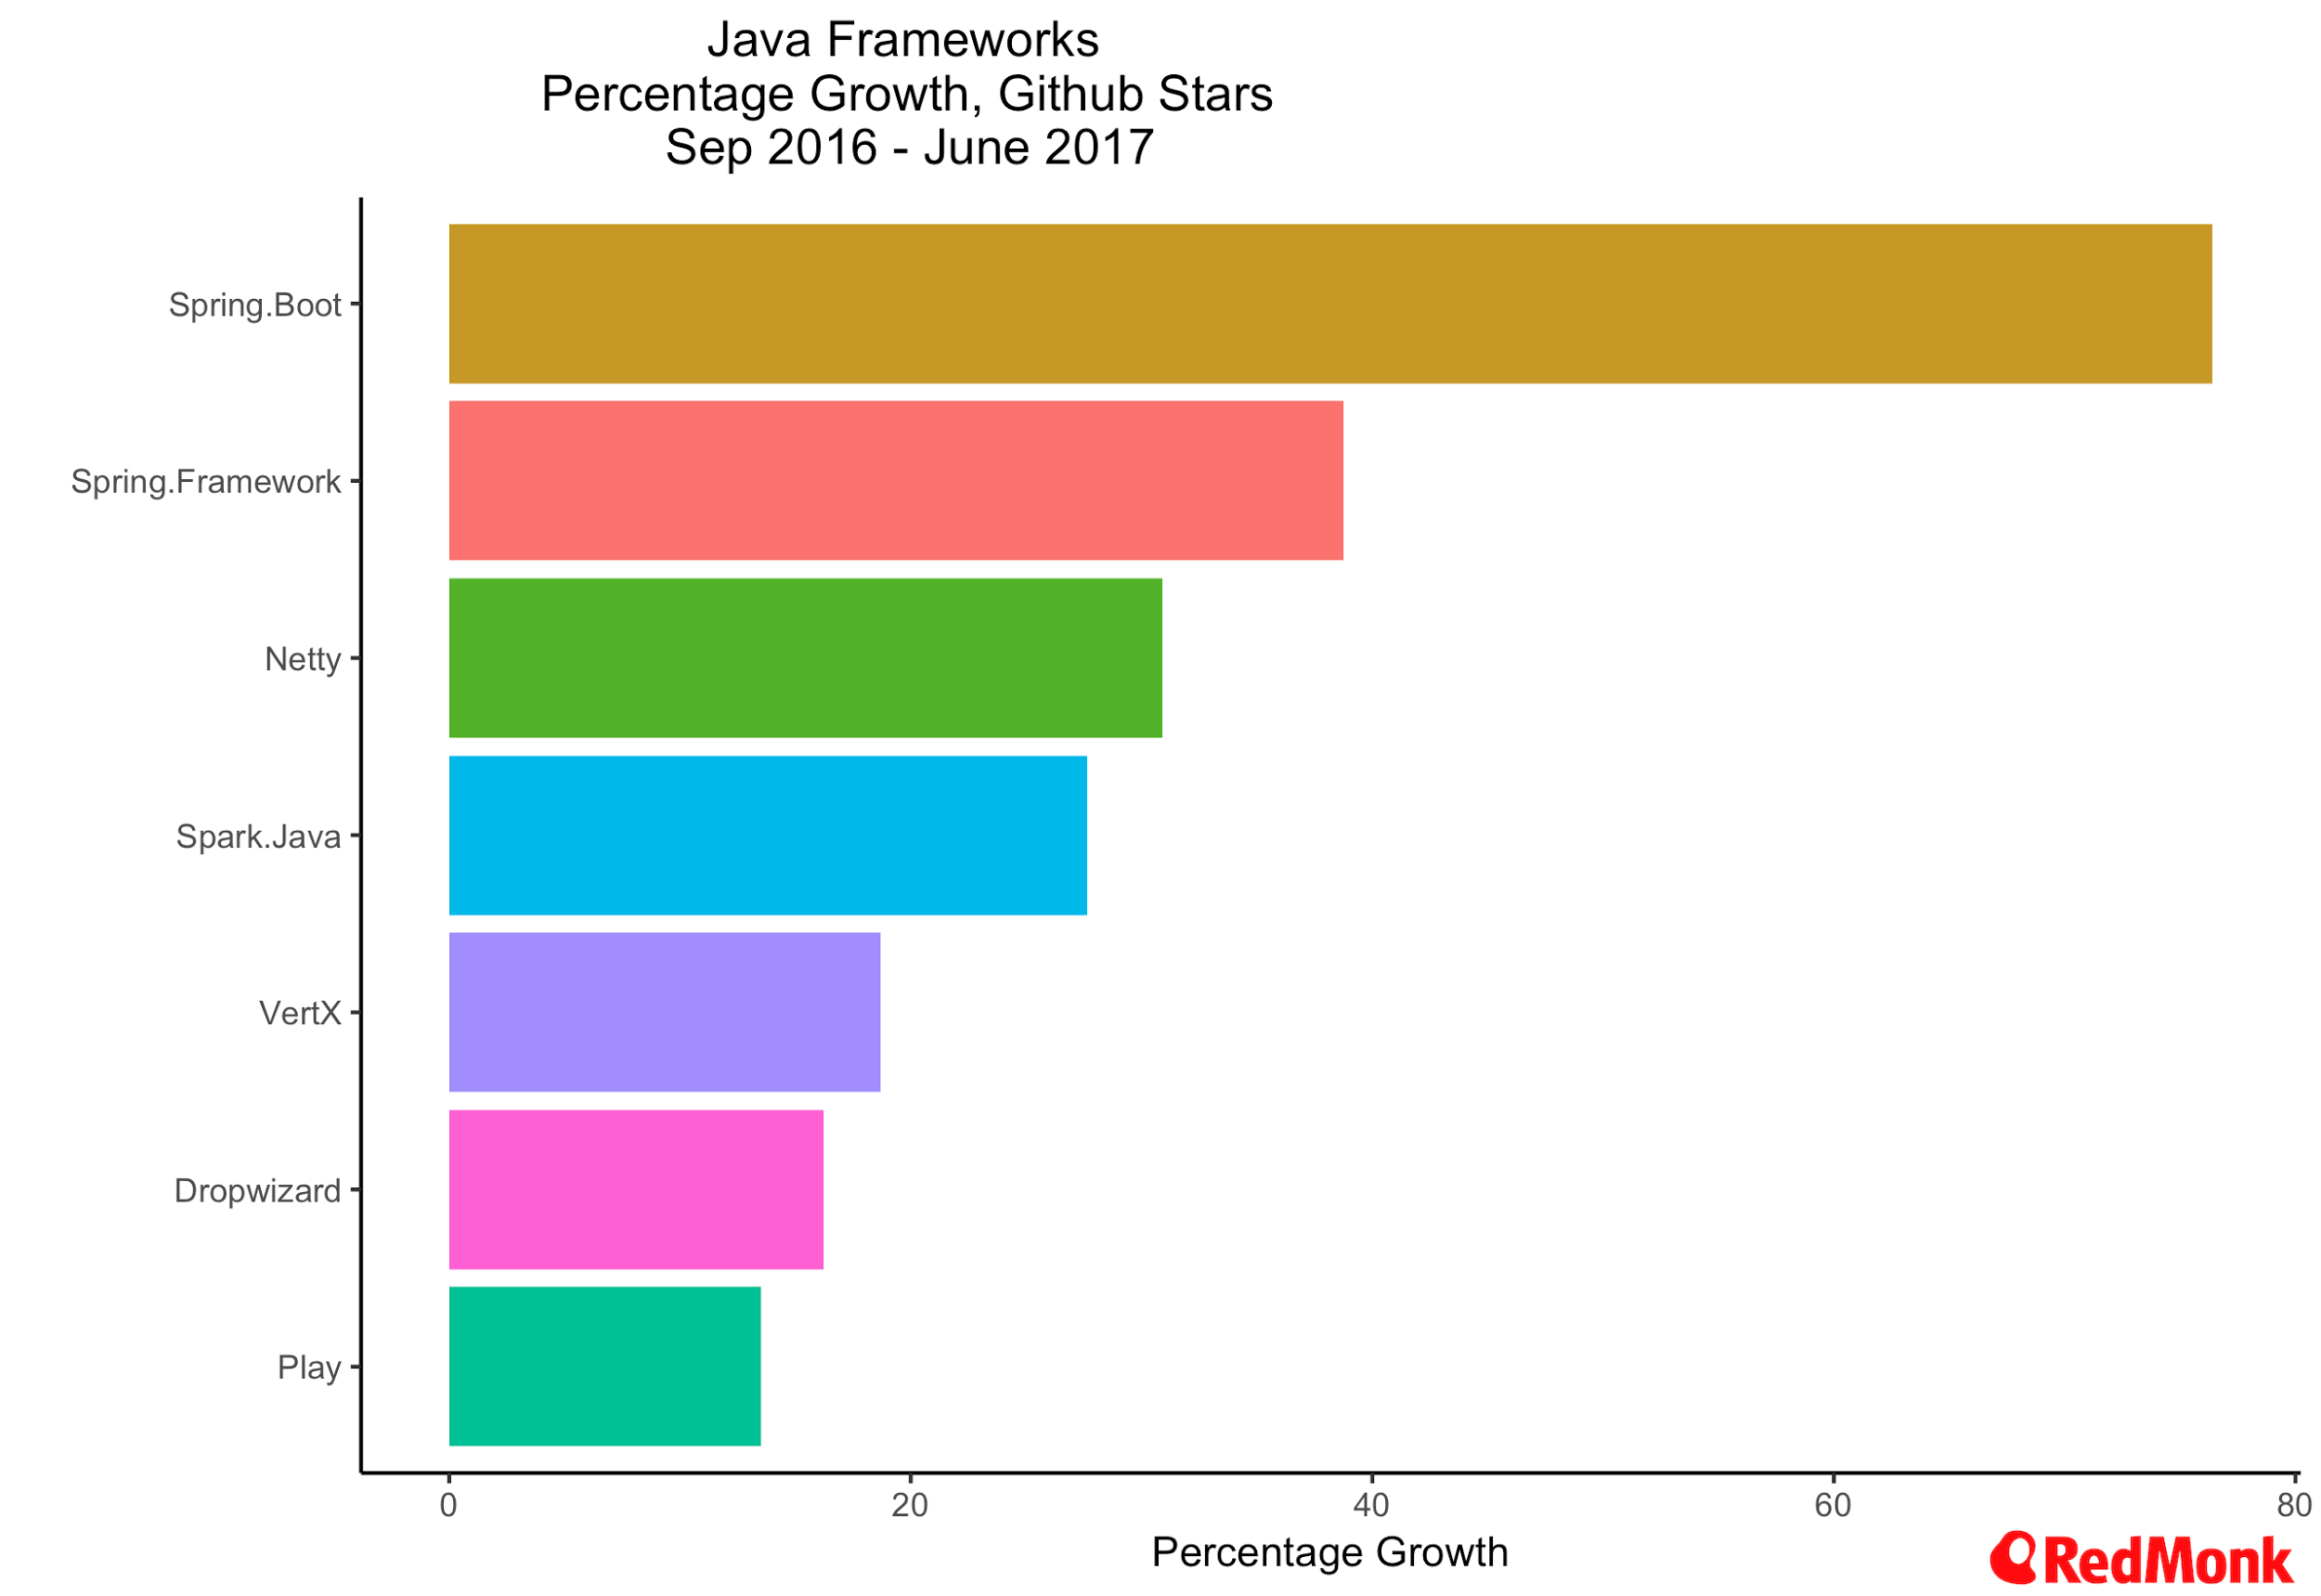 Java Frameworks
Percentage Growth, Github Stars
Sep 2016 - June 2017
Spring.Boot
Spring.Framework
Netty
Spark.Java
VertX
Dropwizard
Play
0 20 40 60 80
Percentage Growth
RedMonk